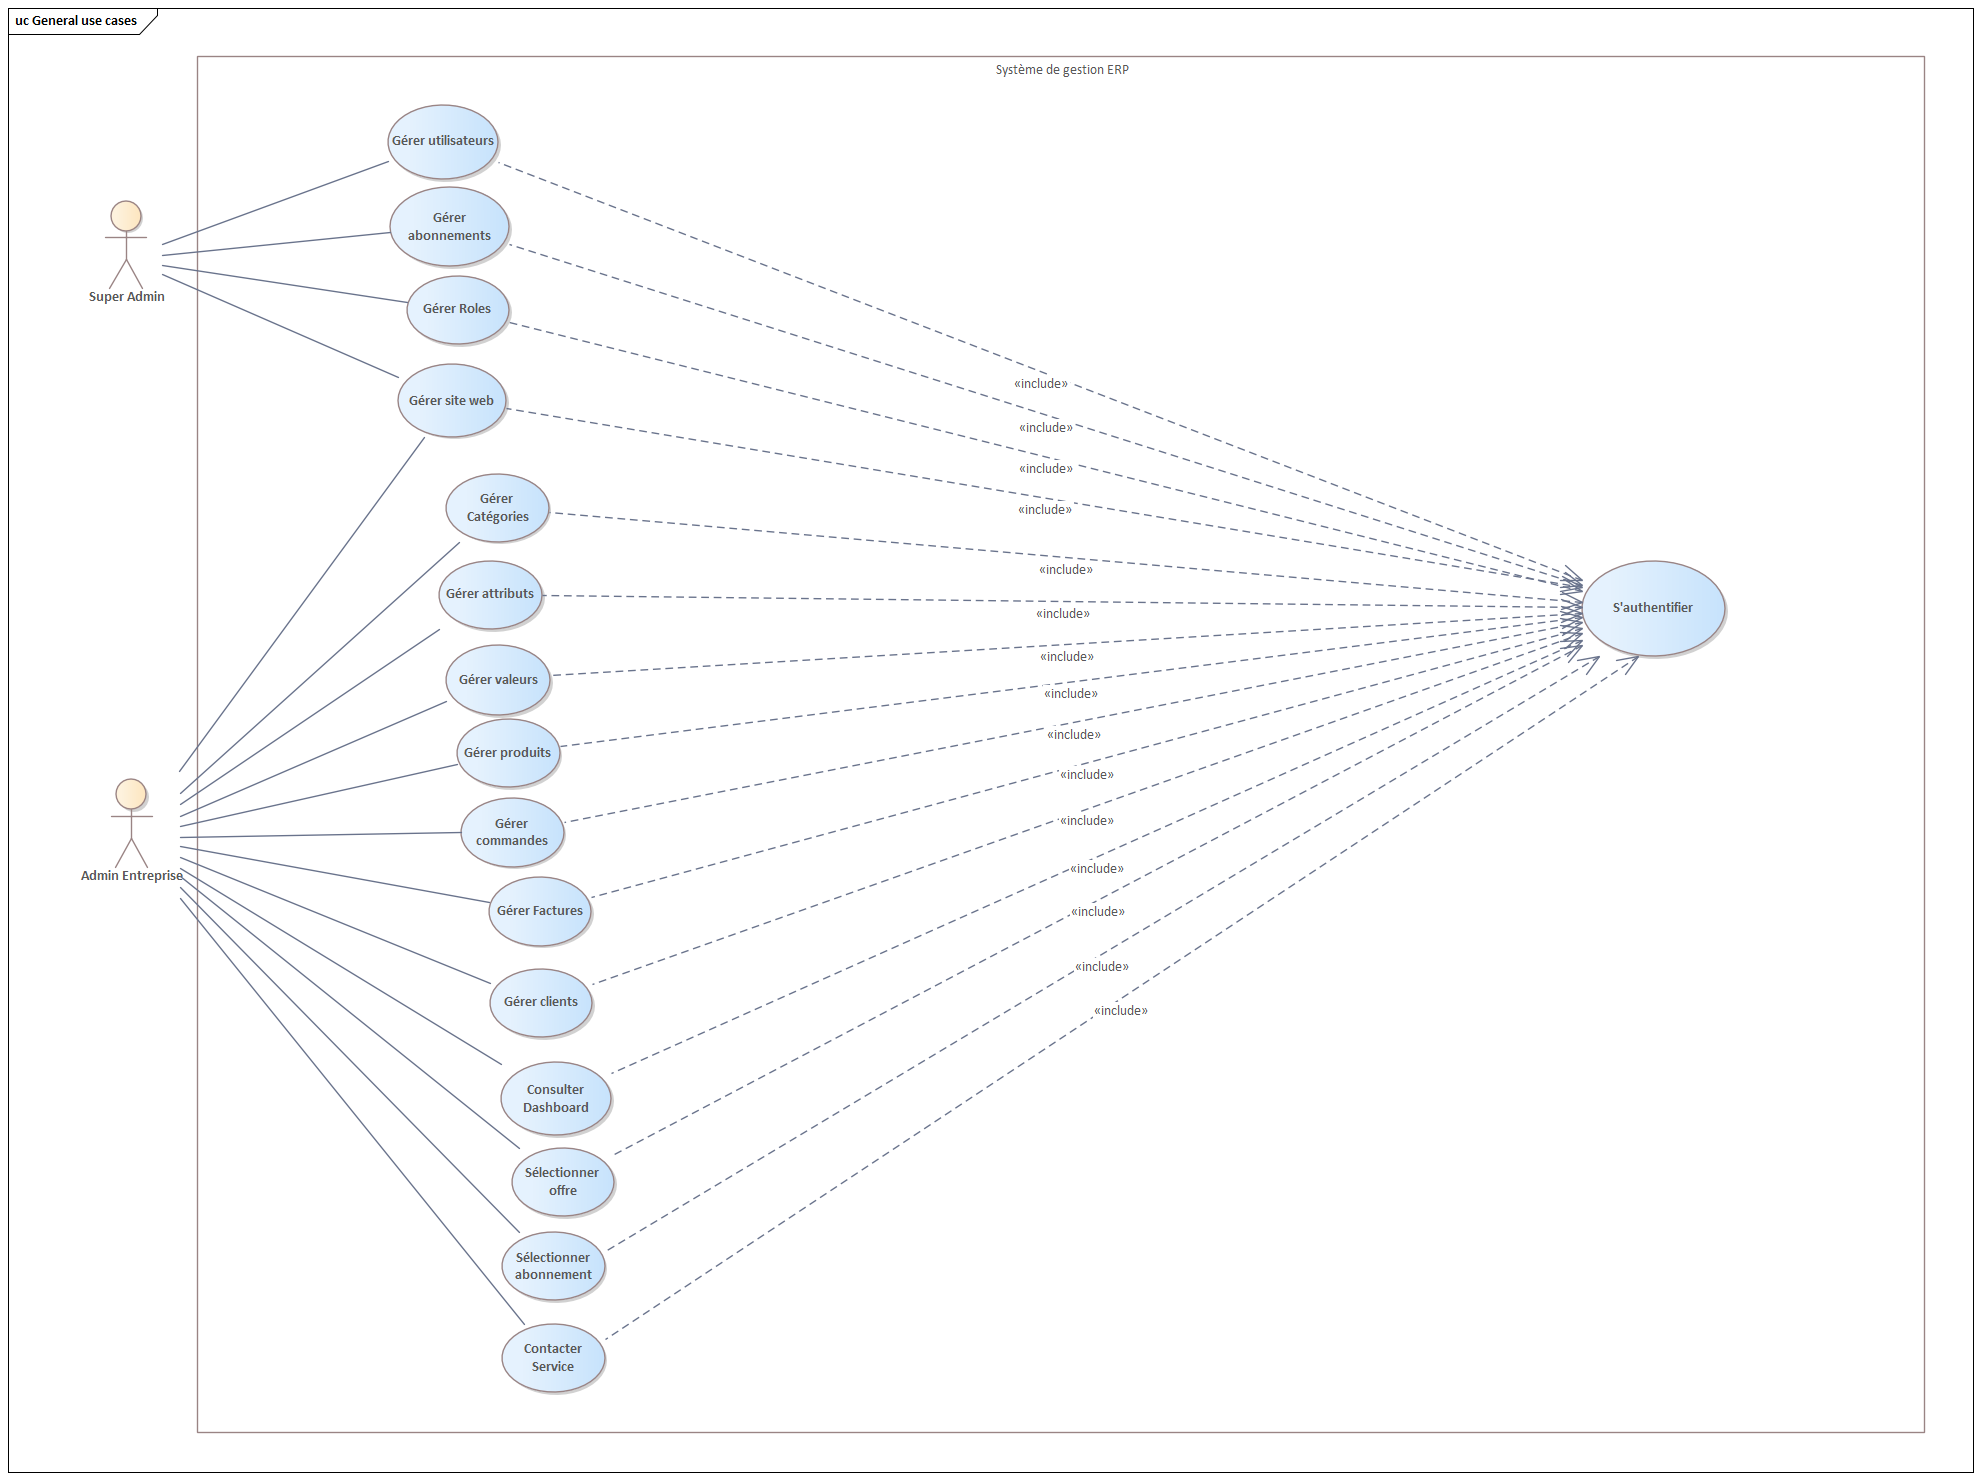 uc General use cases
Système de gestion ERP
Gérer utilisateurs
Gérer
abonnements
Super Admin
Gérer Roles
Gérer site web
«include»
«include»
«include»
«include»
Gérer
Catégories
«include»
Gérer attributs
«include»
S'authentifier
Gérer valeurs
«include»
«include»
Gérer produits
«include»
«include»
Gérer
commandes
«include»
Admin Entreprise
«include»
Gérer Factures
«include»
«include»
Gérer clients
«include»
Consulter
Dashboard
Sélectionner
offre
Sélectionner
abonnement
Contacter
Service